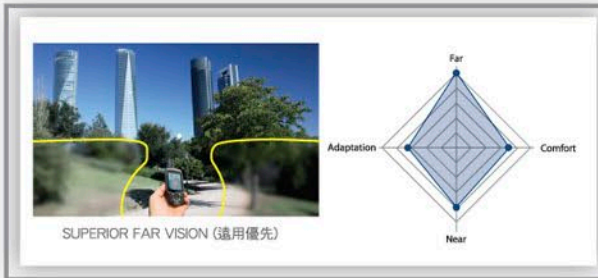 SUPERIOR FAR VISION (遠用優先)
Far
Adaptation
Comfort
Near